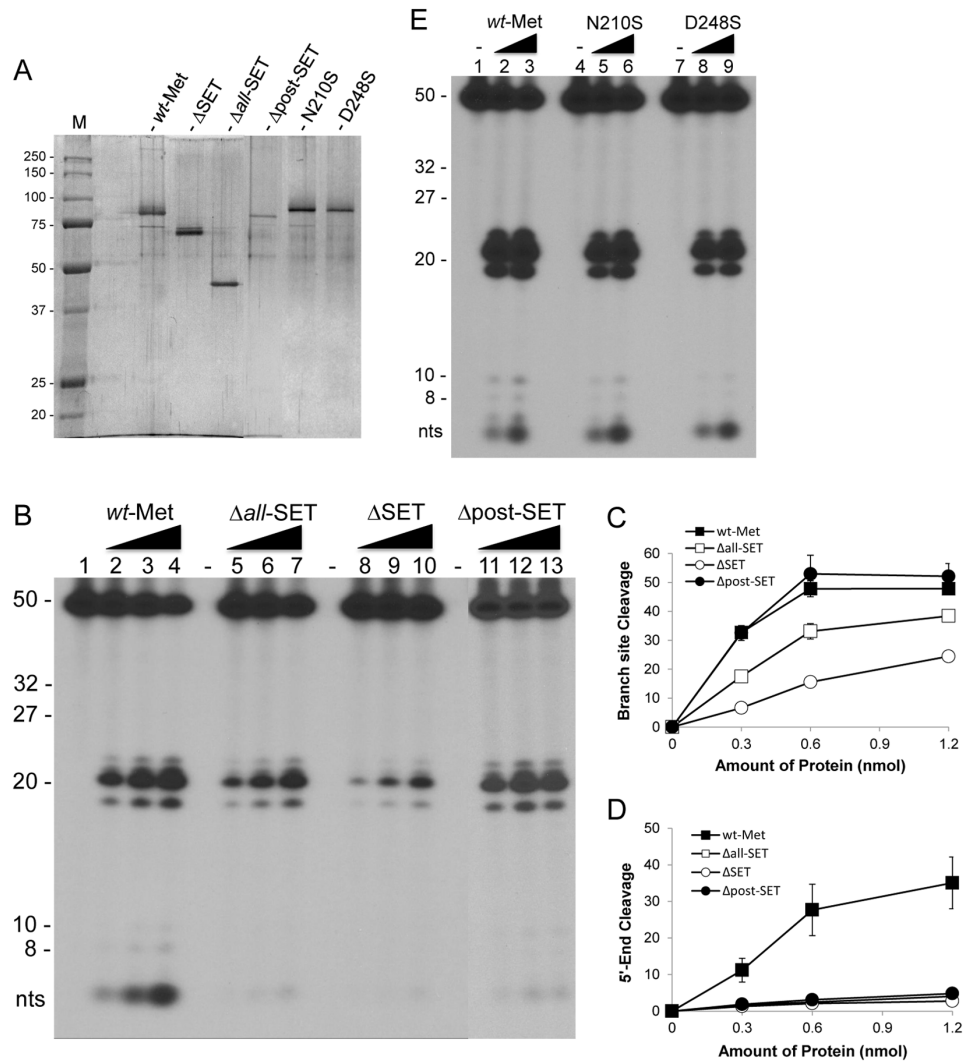 A
M
- wt-Met
- ΔSET
- Δall-SET
- Δpost-SET
- N210S
- D248S
250 -
150 -
100 -
75 -
50 -
37 -
25 -
20 -
E
wt-Met N210S D248S
- - -
1 2 3 4 5 6 7 8 9
50 -
32 -
27 -
20 -
10 -
8 -
nts
B
wt-Met Δall-SET ΔSET Δpost-SET
1 2 3 4 - 5 6 7 - 8 9 10 - 11 12 13
50 -
32 -
27 -
20 -
10 -
8 -
nts
C
wt-Met
Δall-SET
ΔSET
Δpost-SET
Branch site Cleavage
60
50
40
30
20
10
0
0 0.3 0.6 0.9 1.2
Amount of Protein (nmol)
D
wt-Met
Δall-SET
ΔSET
Δpost-SET
5'-End Cleavage
50
40
30
20
10
0
0 0.3 0.6 0.9 1.2
Amount of Protein (nmol)